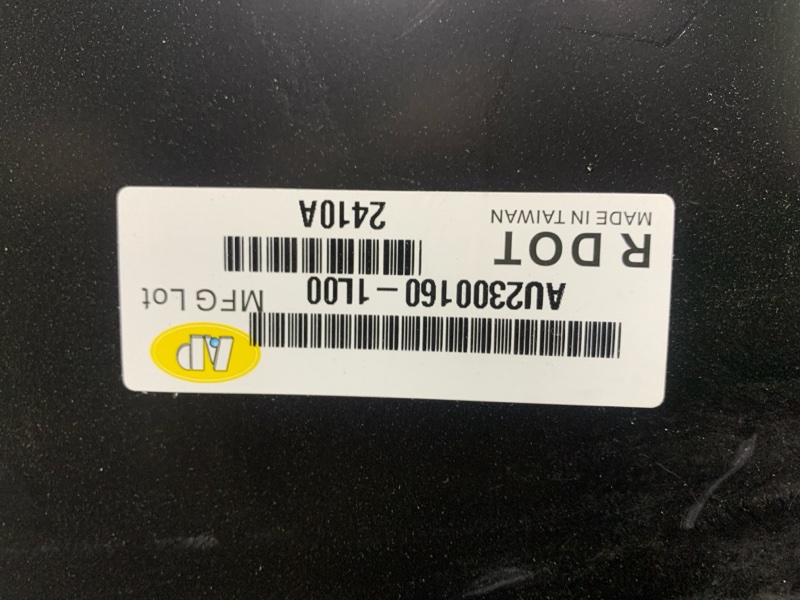 AP
AU2300160-1L00
MFG Lot
R DOT
2410A
MADE IN TAIWAN